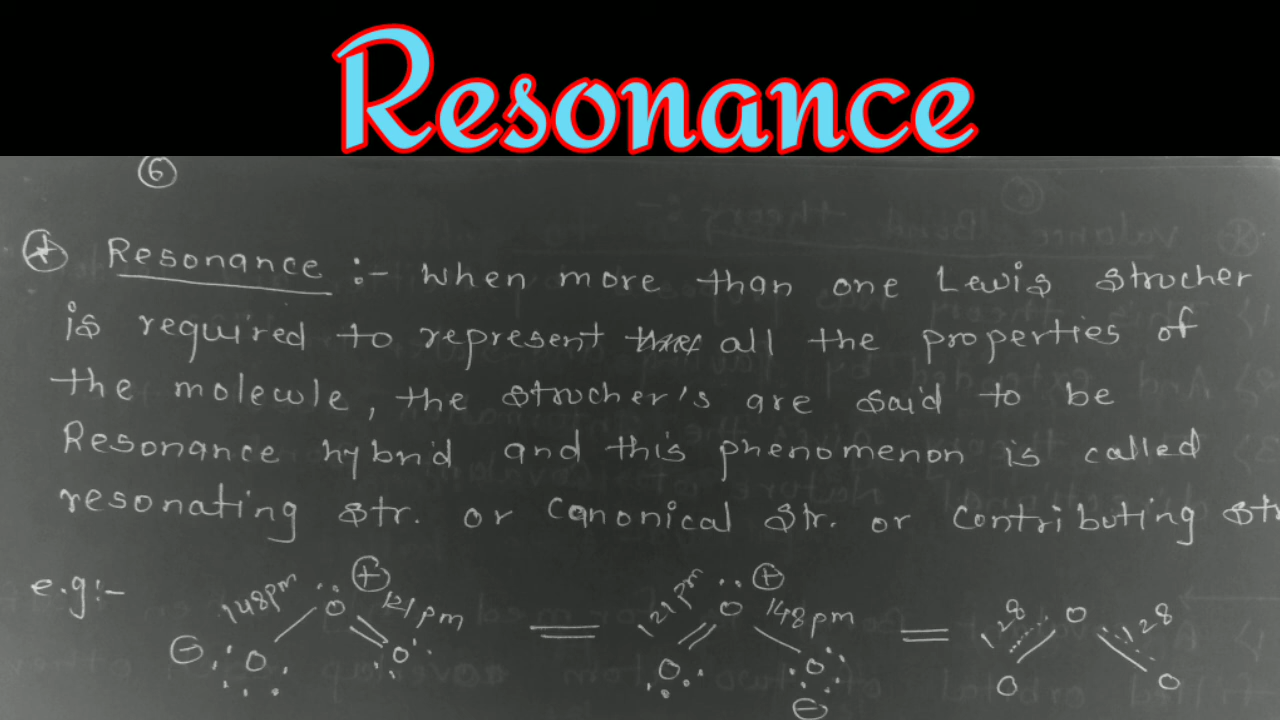 Resonance
6
Resonance :- When more than one Lewis strucher
is required to represent all the properties of
the molecule, the strucher's are said to be
Resonance hybrid and this phenomenon is called
resonating str. or Canonical str. or Contributing str
e.g:-
148pm O + 121pm = 121pm O + 148pm = 128 O 128
- O O O O - O O